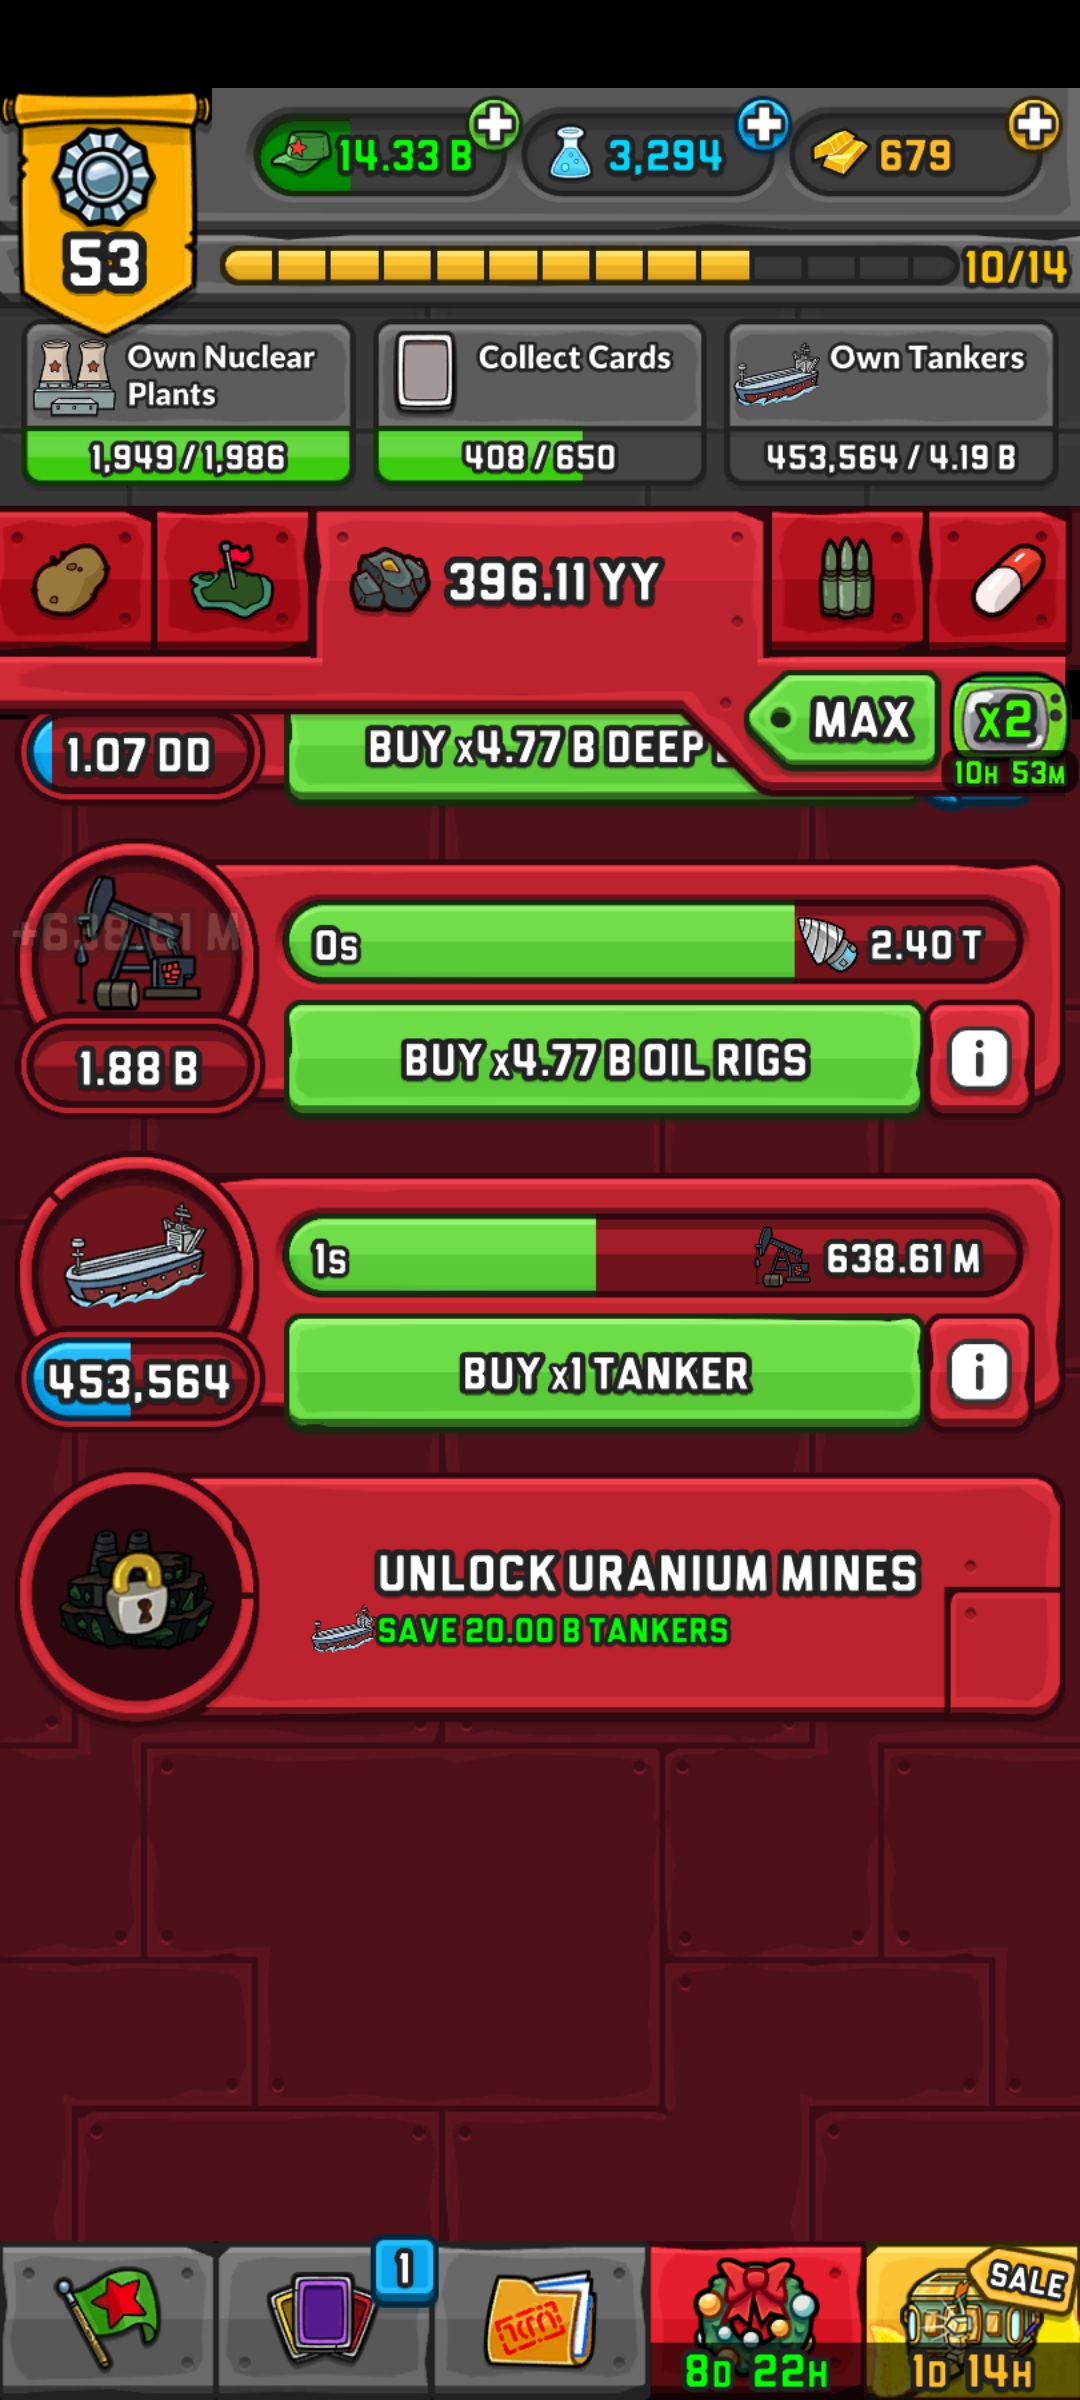 14.33 B
3,294
679
53
10/14
Own Nuclear
Plants
1,949/1,986
Collect Cards
408/650
Own Tankers
453,564/4.19 B
396.11 YY
MAX
x2
10H 53M
1.07 DD
BUY x4.77 B DEEP
+638.61 M
0s
2.40 T
1.88 B
BUY x4.77 B OIL RIGS
i
1s
638.61 M
453,564
BUY x1 TANKER
i
UNLOCK URANIUM MINES
SAVE 20.00 B TANKERS
1
SALE
8D 22H
1D 14H